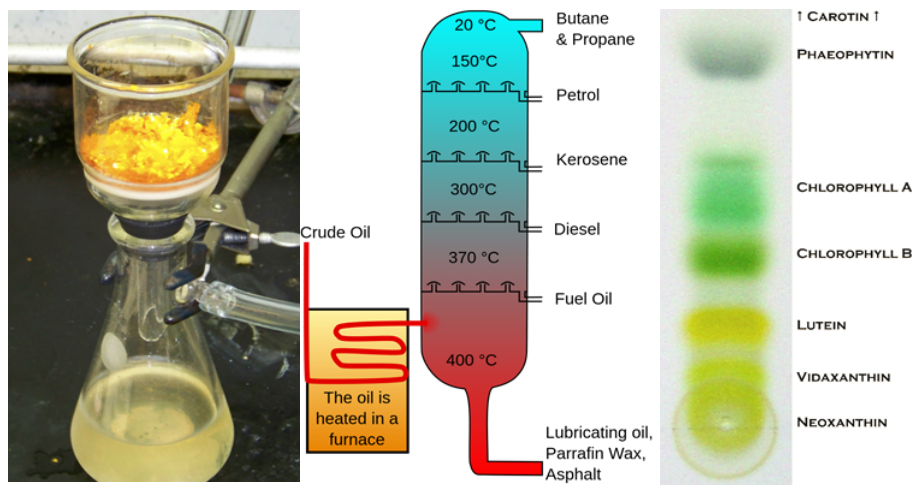 Crude Oil
The oil is
heated in a
furnace
20 °C
150°C
200 °C
300°C
370 °C
400 °C
Butane
& Propane
Petrol
Kerosene
Diesel
Fuel Oil
Lubricating oil,
Parrafin Wax,
Asphalt
↑ CAROTIN ↑
PHAEOPHYTIN
CHLOROPHYLL A
CHLOROPHYLL B
LUTEIN
VIDAXANTHIN
NEOXANTHIN